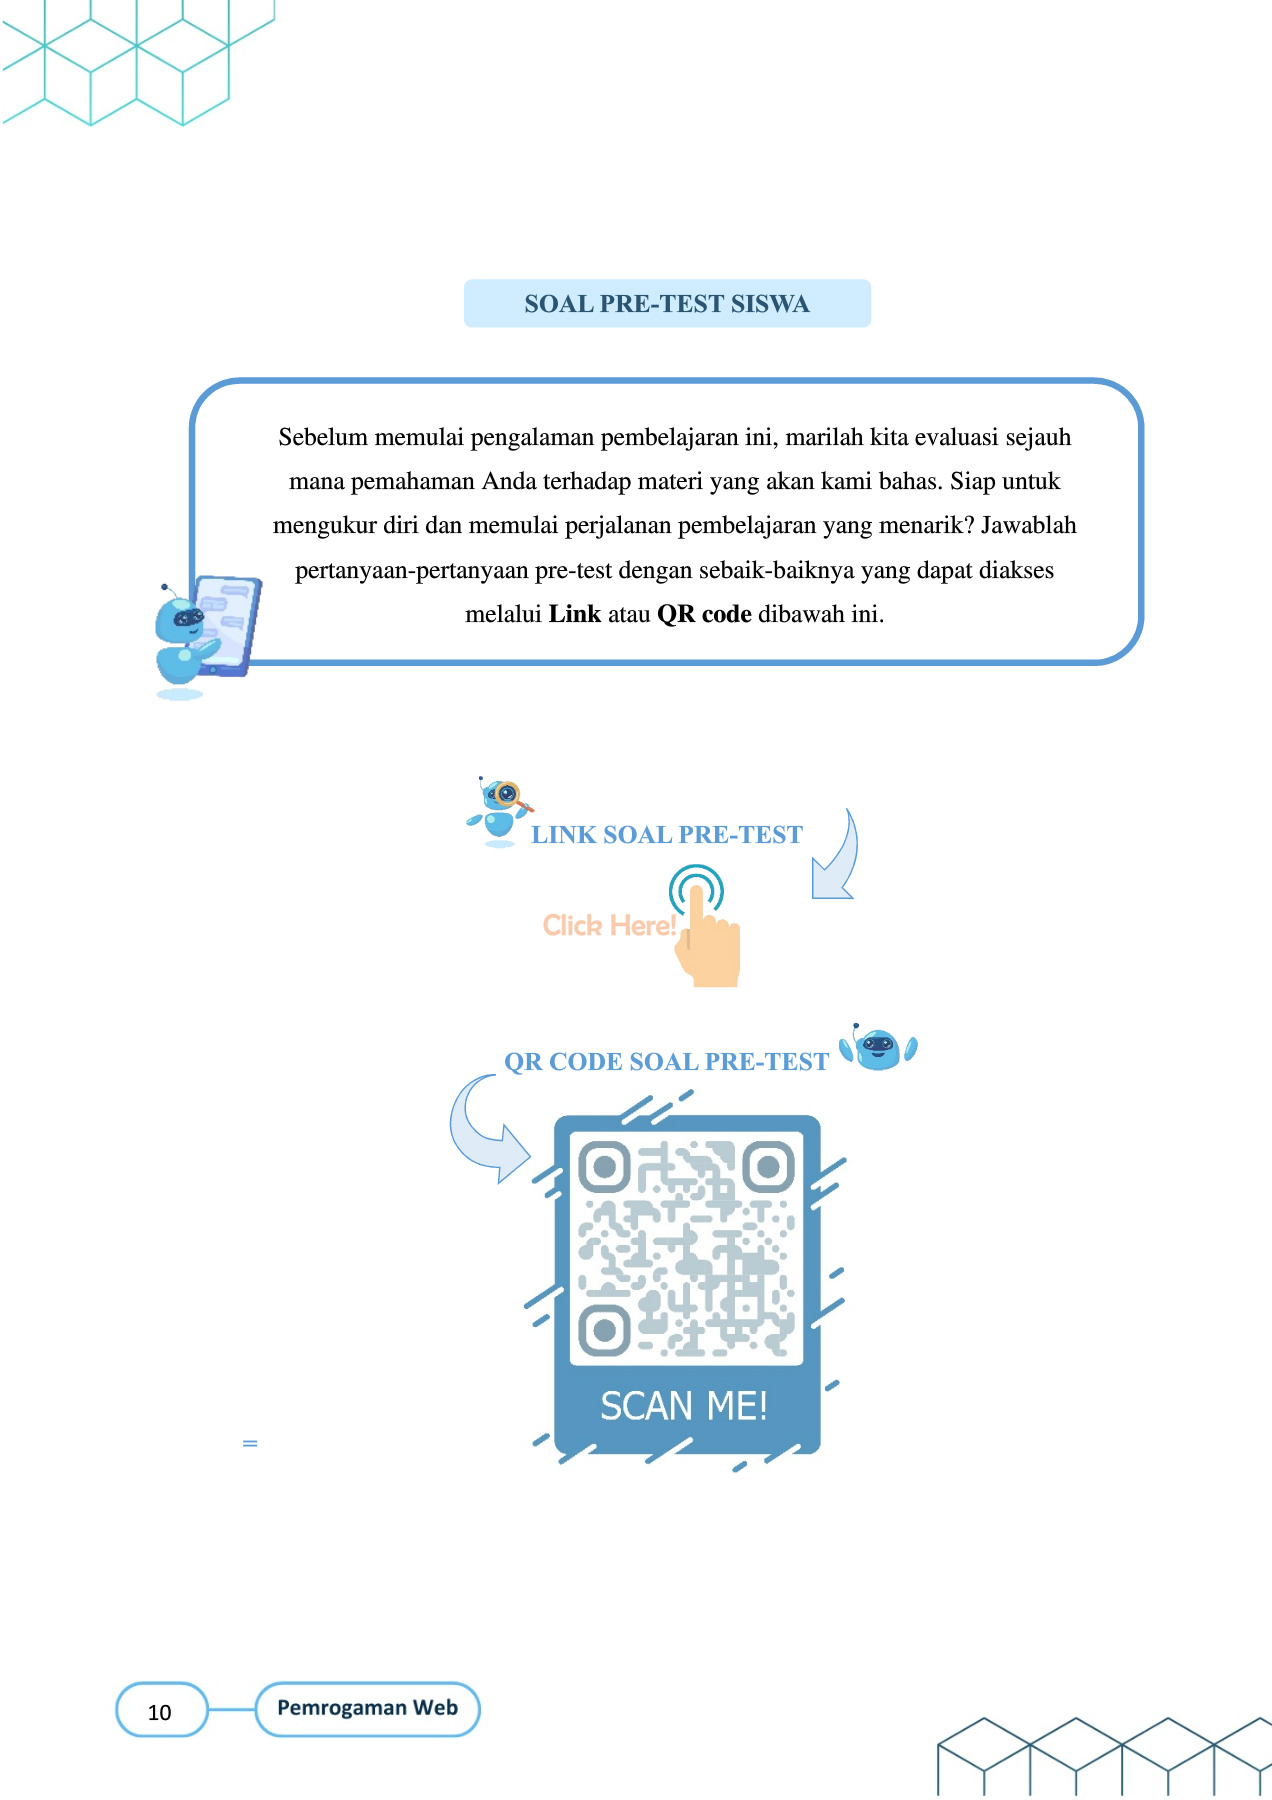 SOAL PRE-TEST SISWA
Sebelum memulai pengalaman pembelajaran ini, marilah kita evaluasi sejauh
mana pemahaman Anda terhadap materi yang akan kami bahas. Siap untuk
mengukur diri dan memulai perjalanan pembelajaran yang menarik? Jawablah
pertanyaan-pertanyaan pre-test dengan sebaik-baiknya yang dapat diakses
melalui Link atau QR code dibawah ini.
LINK SOAL PRE-TEST
Click Here!
QR CODE SOAL PRE-TEST
SCAN ME!
=
10
Pemrogaman Web